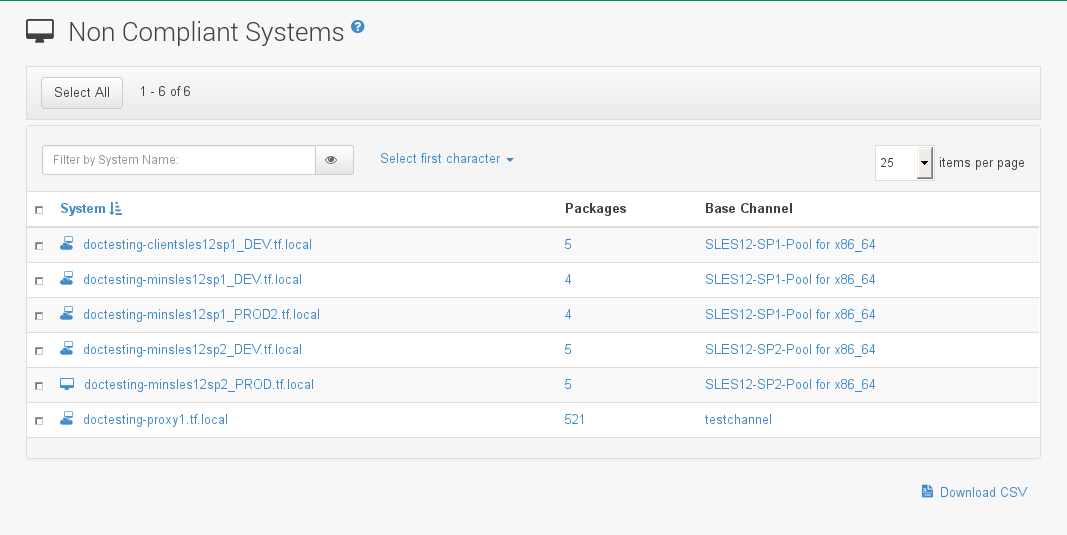 Non Compliant Systems ?
Select All 1 - 6 of 6
Filter by System Name: Select first character 25 items per page
System Packages Base Channel
doctesting-clientsles12sp1_DEV.tf.local 5 SLES12-SP1-Pool for x86_64
doctesting-minsles12sp1_DEV.tf.local 4 SLES12-SP1-Pool for x86_64
doctesting-minsles12sp1_PROD2.tf.local 4 SLES12-SP1-Pool for x86_64
doctesting-minsles12sp2_DEV.tf.local 5 SLES12-SP2-Pool for x86_64
doctesting-minsles12sp2_PROD.tf.local 5 SLES12-SP2-Pool for x86_64
doctesting-proxy1.tf.local 521 testchannel
Download CSV